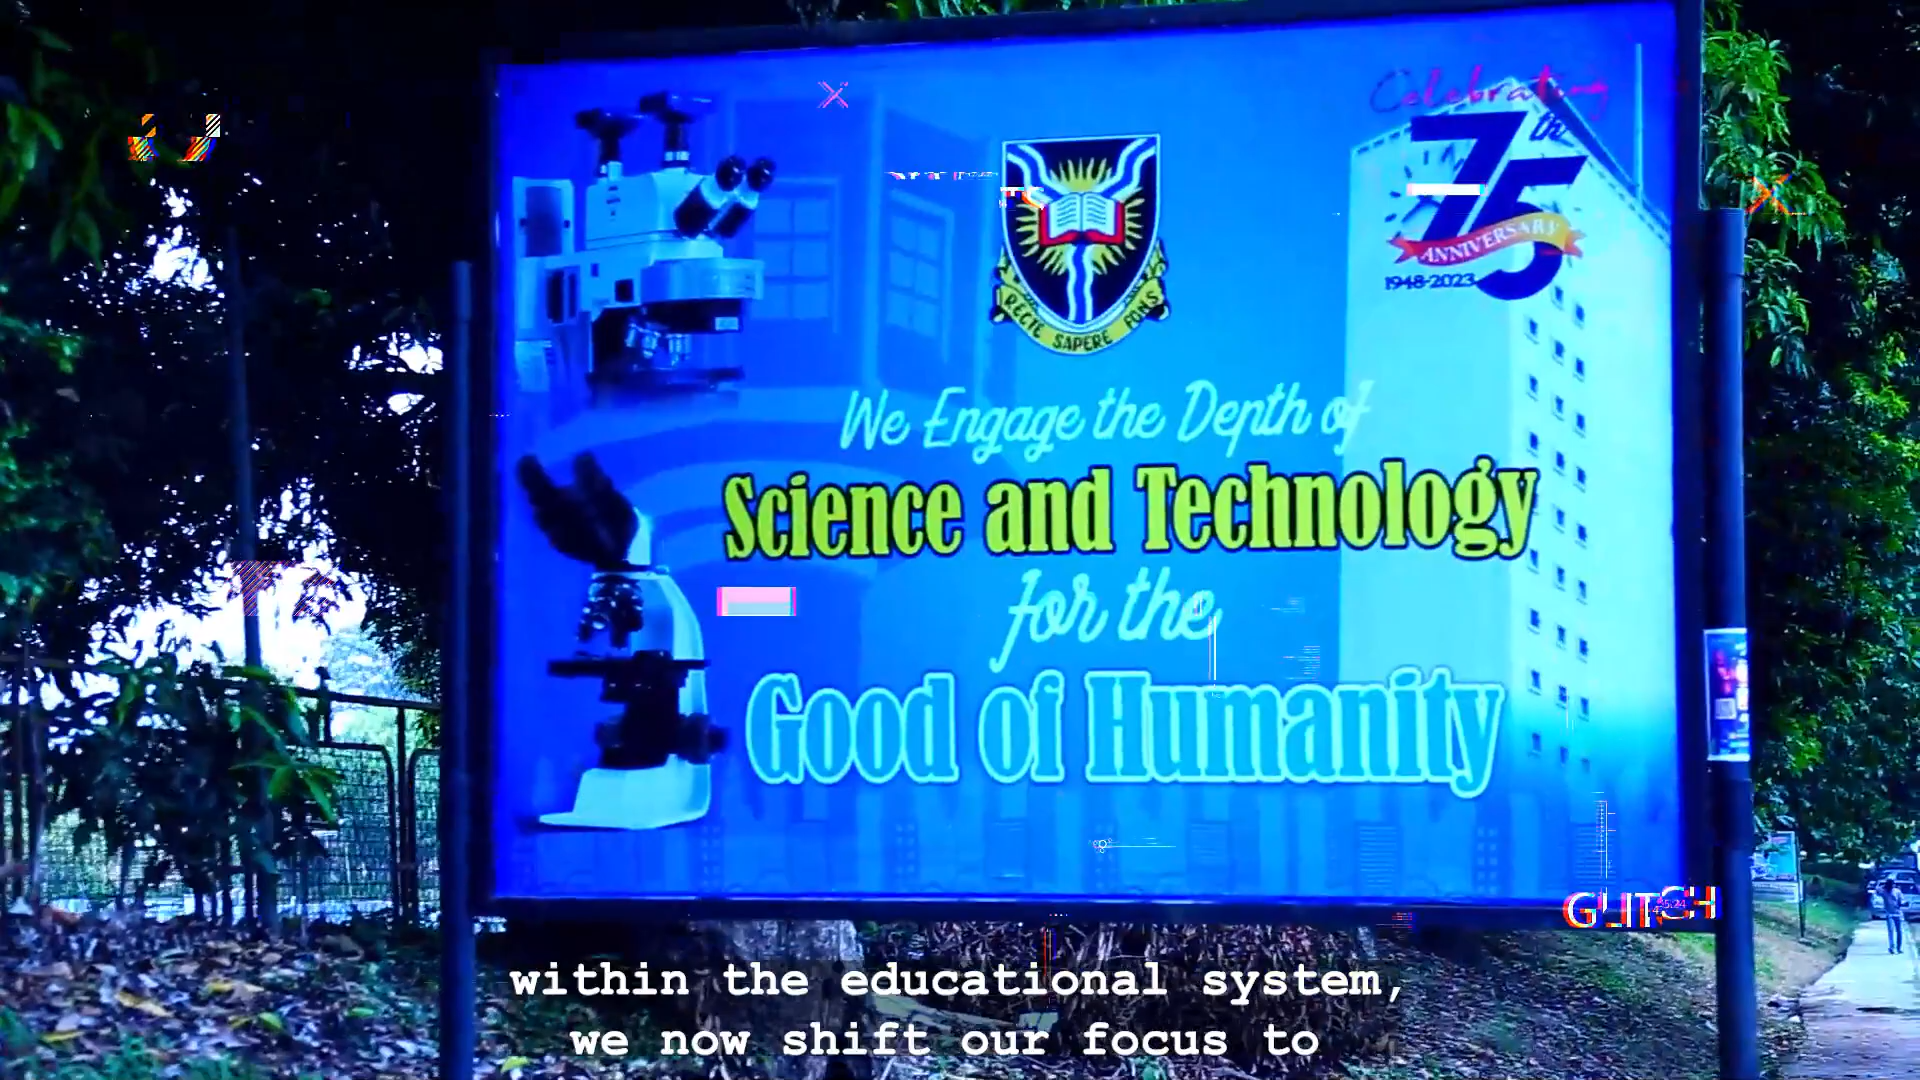 Celebrating
75th
ANNIVERSARY
1948-2023
RECTE SAPERE FONS
We Engage the Depth of
Science and Technology
for the
Good of Humanity
GLITCH
within the educational system,
we now shift our focus to